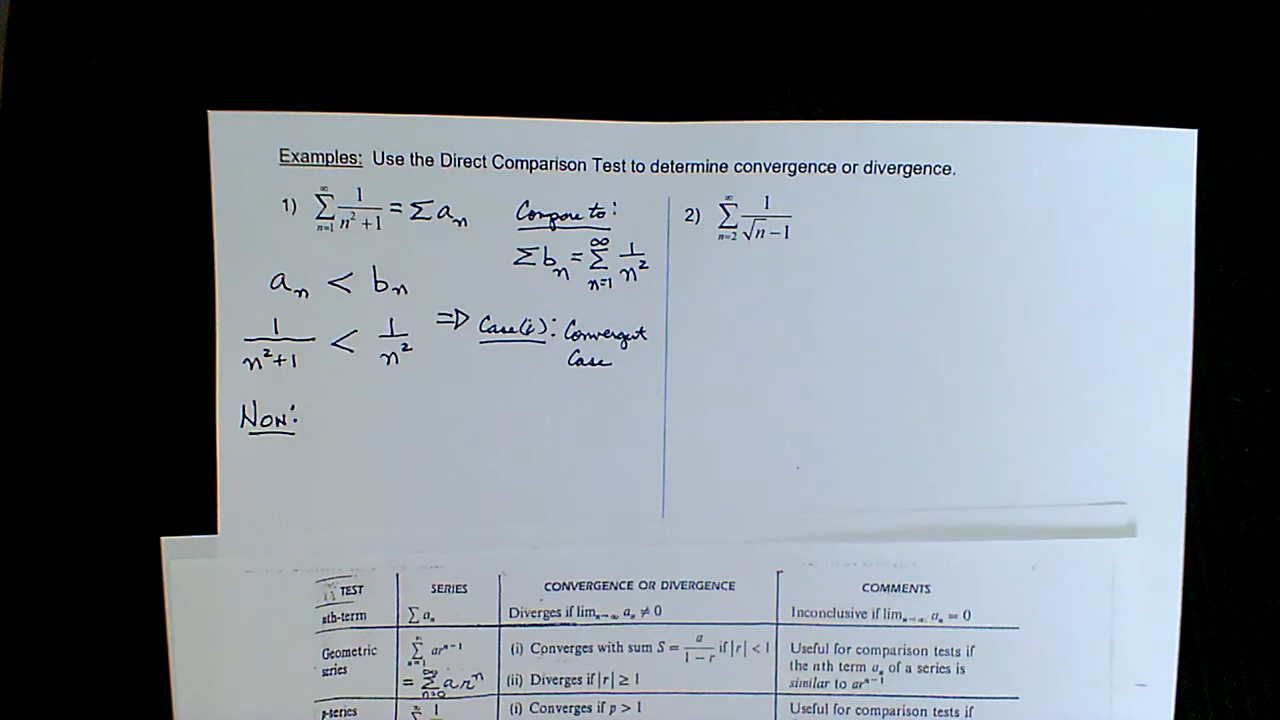 Examples: Use the Direct Comparison Test to determine convergence or divergence.
1) ∞ ∑ n=1 1/(n² + 1) = Σ aₙ
Compare to:
Σ bₙ = ∞ ∑ n=1 1/n²
aₙ < bₙ
1/(n²+1) < 1/n² ⇒ Case(i): Convergent
Case
Now:
2) ∞ ∑ n=2 1/(√n − 1)
TEST SERIES CONVERGENCE OR DIVERGENCE COMMENTS
nth-term ∑ aₙ Diverges if limₙ→∞ aₙ ≠ 0 Inconclusive if limₙ→∞ aₙ = 0
Geometric series ∞ ∑ n=1 arⁿ⁻¹ (i) Converges with sum S = a/(1 − r) if |r| < 1 Useful for comparison tests if
the nth term aₙ of a series is
= ∞ ∑ n=0 arⁿ (ii) Diverges if |r| ≥ 1 similar to arⁿ⁻¹
p-series ∑ 1 (i) Converges if p > 1 Useful for comparison tests if